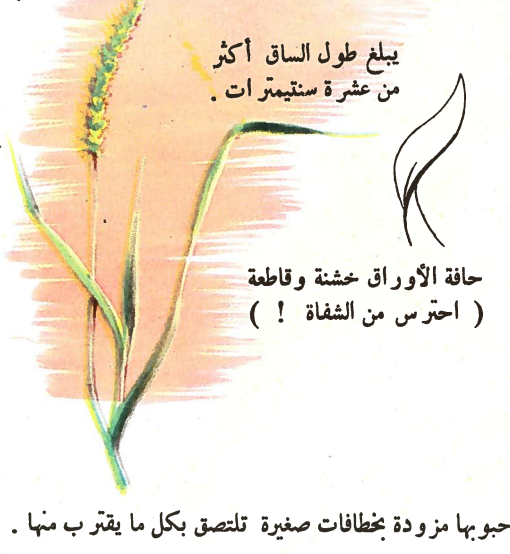 يبلغ طول الساق أكثر
من عشرة سنتيمترات .
حافة الأوراق خشنة وقاطعة
( احترس من الشفاة ! )
حبوبها مزودة بخطافات صغيرة تلتصق بكل ما يقترب منها .